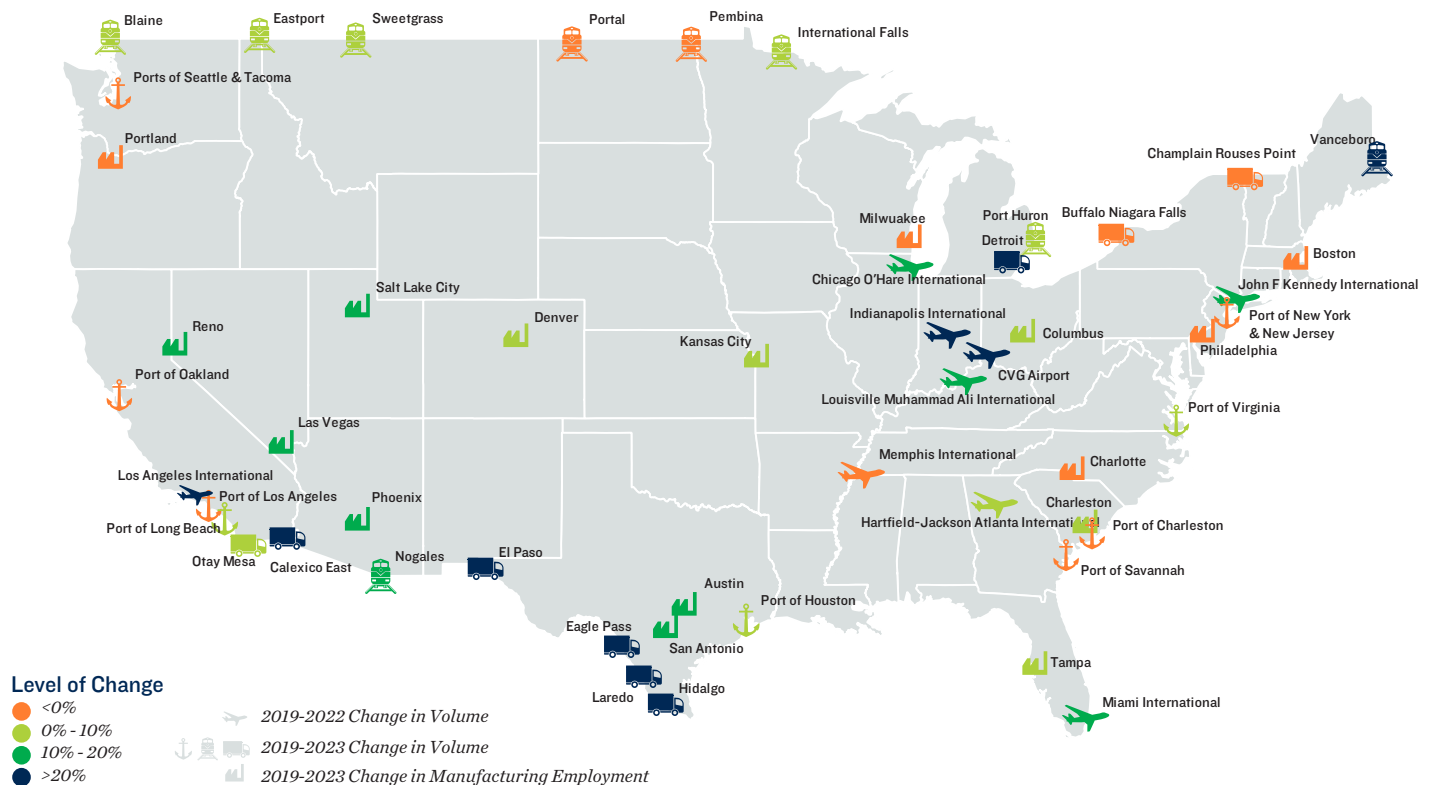 Blaine
Eastport
Sweetgrass
Portal
Pembina
International Falls
Ports of Seattle & Tacoma
Portland
Vanceboro
Champlain Rouses Point
Milwuakee
Port Huron
Buffalo Niagara Falls
Detroit
Boston
Chicago O'Hare International
John F Kennedy International
Salt Lake City
Indianapolis International
Port of New York
& New Jersey
Reno
Denver
Kansas City
Columbus
Philadelphia
Port of Oakland
CVG Airport
Louisville Muhammad Ali International
Port of Virginia
Las Vegas
Memphis International
Charlotte
Los Angeles International
Port of Los Angeles
Phoenix
Charleston
Port of Long Beach
Hartfield-Jackson Atlanta International
Port of Charleston
Otay Mesa
Calexico East
Nogales
El Paso
Port of Savannah
Austin
Port of Houston
Eagle Pass
San Antonio
Tampa
Laredo
Hidalgo
Miami International
Level of Change
<0%
0% - 10%
10% - 20%
>20%
2019-2022 Change in Volume
2019-2023 Change in Volume
2019-2023 Change in Manufacturing Employment